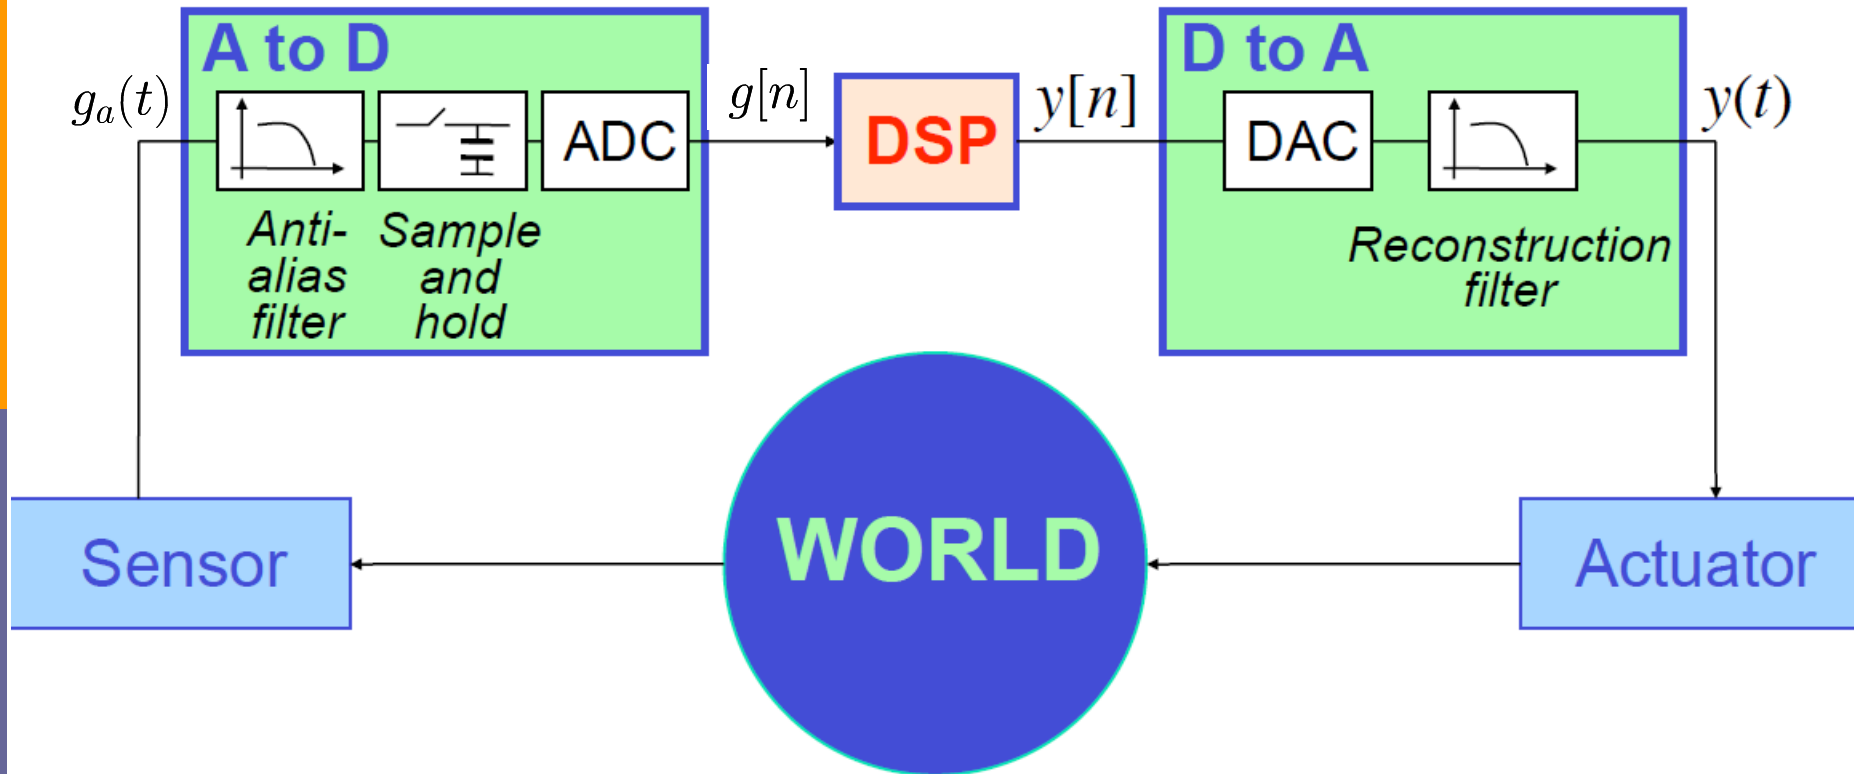 A to D
g_a(t)
ADC
Anti-
alias
filter
Sample
and
hold
g[n]
DSP
y[n]
D to A
DAC
Reconstruction
filter
y(t)
Sensor
WORLD
Actuator